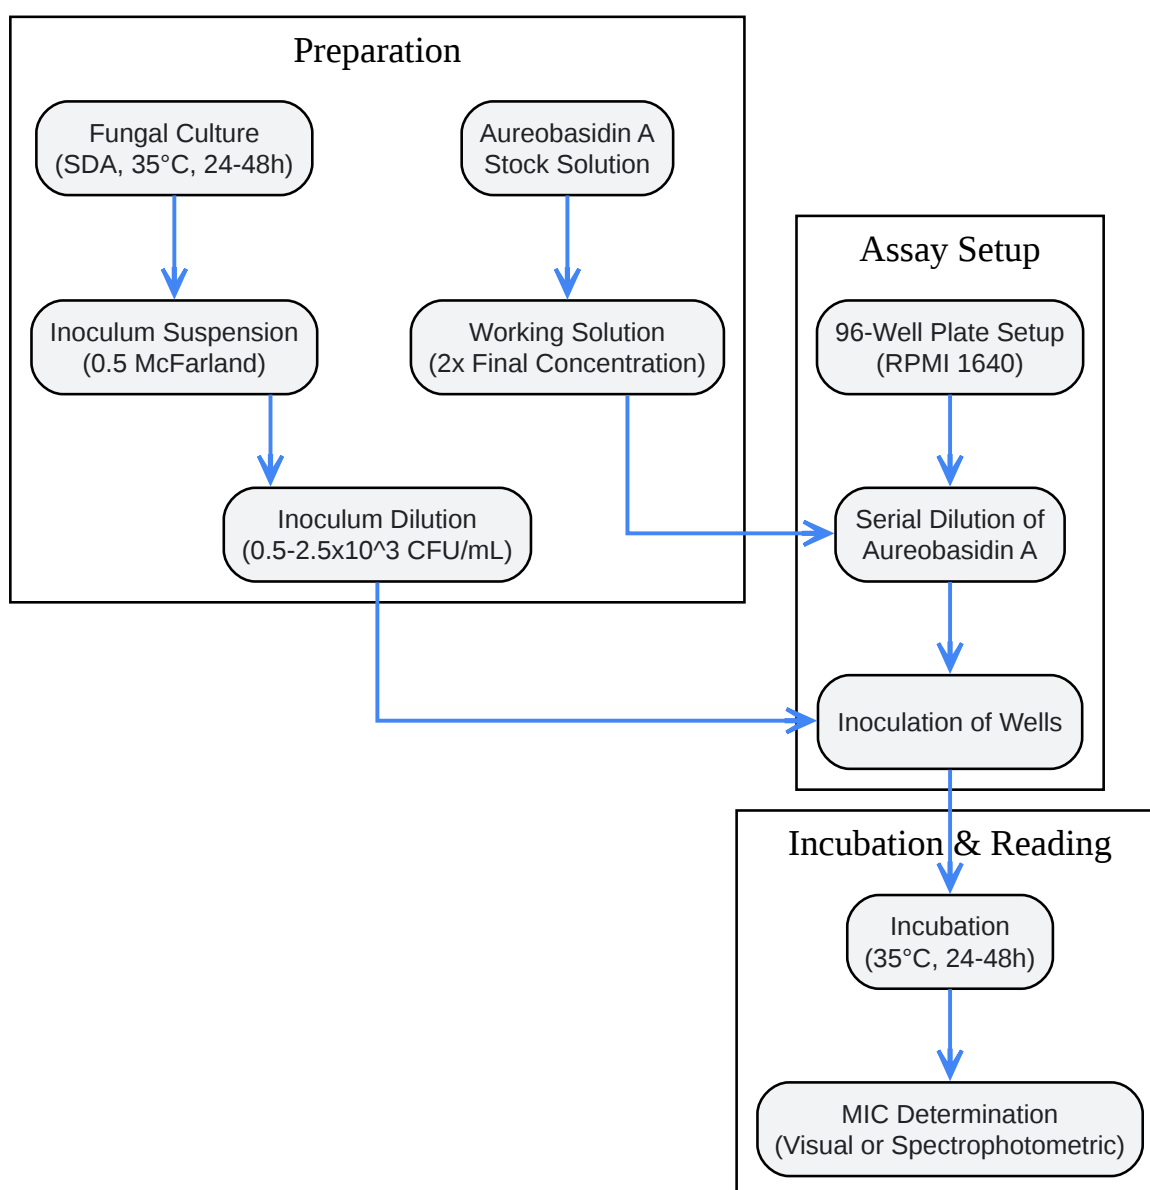 Preparation
Fungal Culture
(SDA, 35°C, 24-48h)
Aureobasidin A
Stock Solution
Inoculum Suspension
(0.5 McFarland)
Working Solution
(2x Final Concentration)
Inoculum Dilution
(0.5-2.5x10^3 CFU/mL)
Assay Setup
96-Well Plate Setup
(RPMI 1640)
Serial Dilution of
Aureobasidin A
Inoculation of Wells
Incubation & Reading
Incubation
(35°C, 24-48h)
MIC Determination
(Visual or Spectrophotometric)